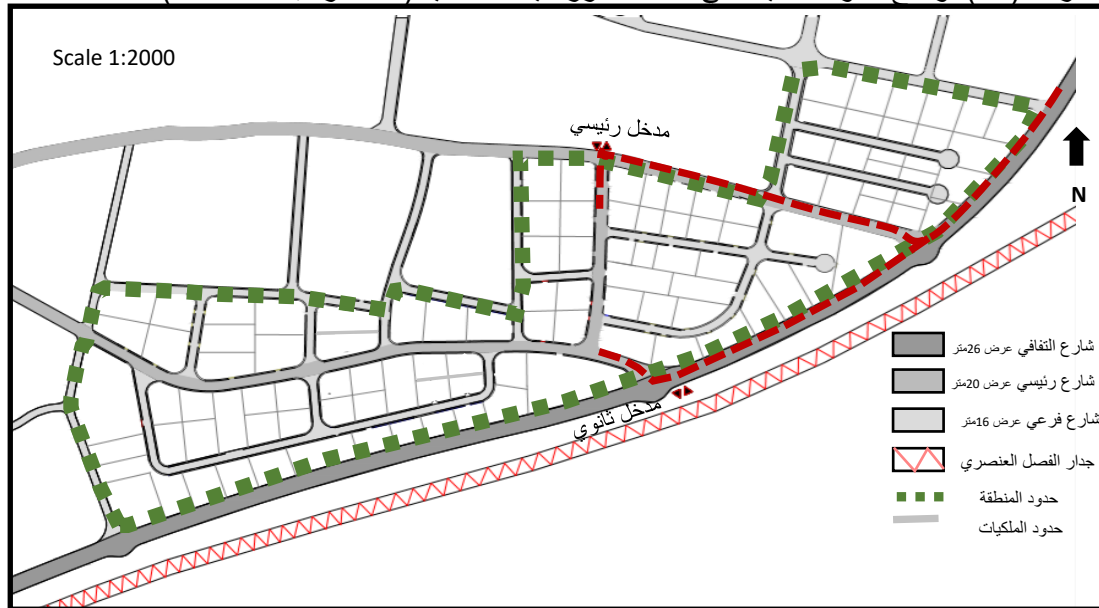 Scale 1:2000
مدخل رئيسي
N
شارع التفافي عرض 26متر
مدخل ثانوي
شارع رئيسي عرض 20متر
شارع فرعي عرض 16متر
جدار الفصل العنصري
حدود المنطقة
حدود الملكيات